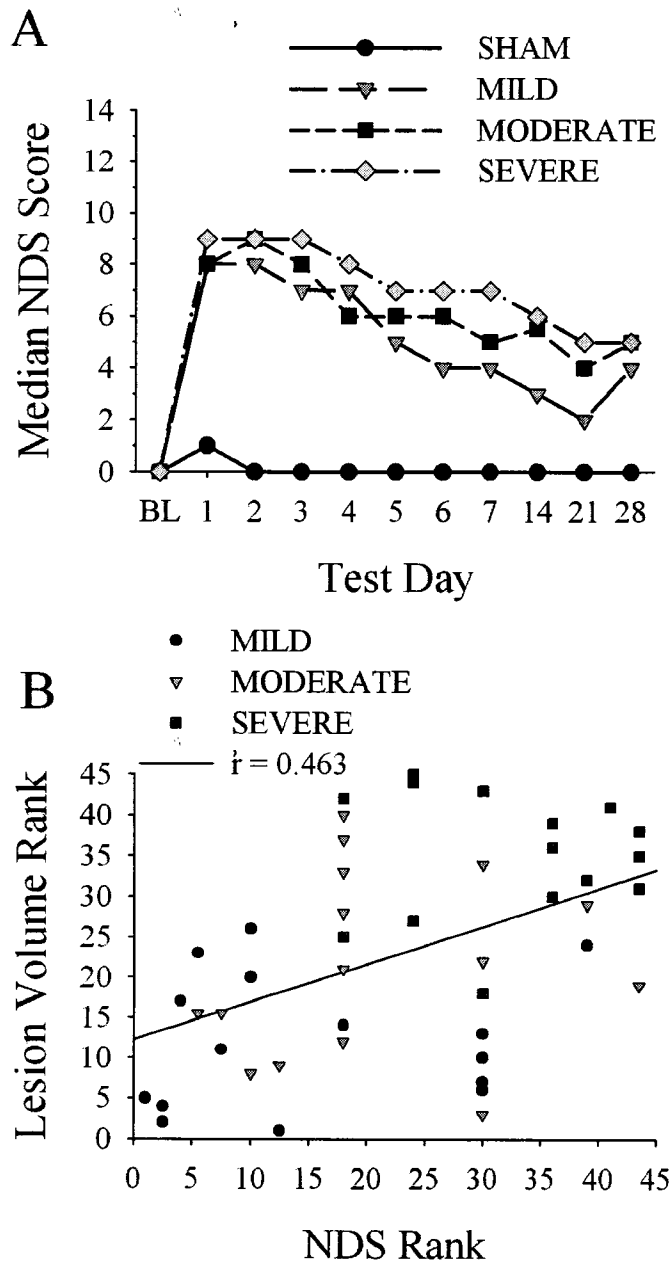 A
SHAM
MILD
MODERATE
SEVERE
14
12
10
8
6
4
2
0
Median NDS Score
BL 1 2 3 4 5 6 7 14 21 28
Test Day
B
MILD
MODERATE
SEVERE
r = 0.463
45
40
35
30
25
20
15
10
5
0
Lesion Volume Rank
0 5 10 15 20 25 30 35 40 45
NDS Rank